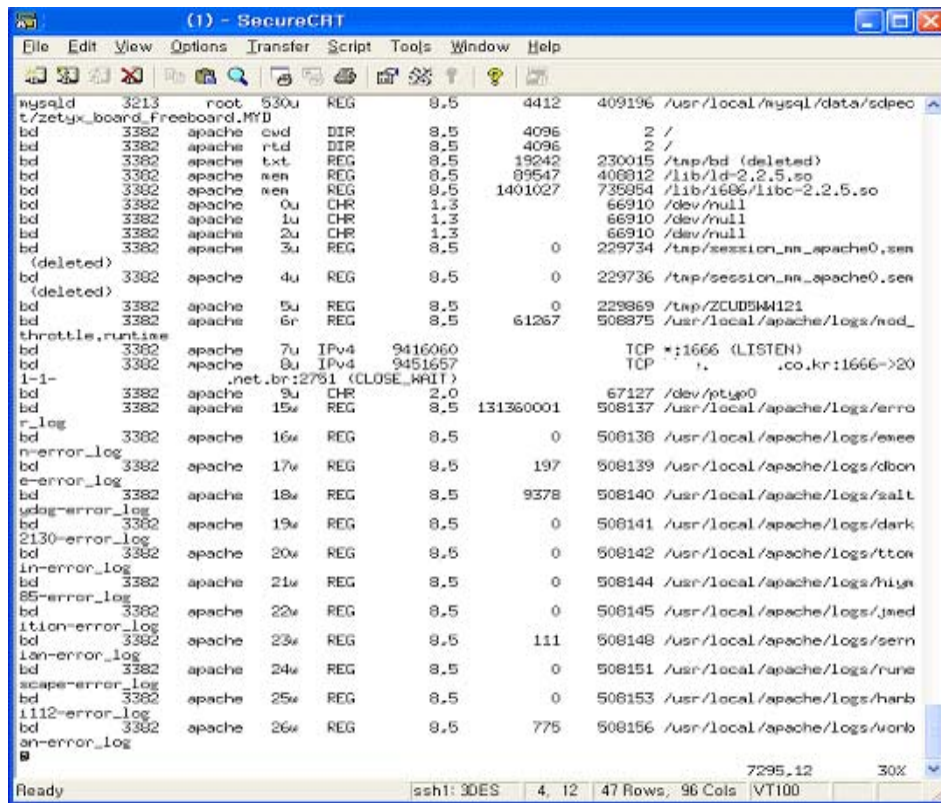 (1) - SecureCRT
File Edit View Options Transfer Script Tools Window Help
mysqld 3213 root 530u REG 8,5 4412 409196 /usr/local/mysql/data/sdpec
t/zetyx_board_freeboard.MYD
bd 3382 apache cwd DIR 8,5 4096 2 /
bd 3382 apache rtd DIR 8,5 4096 2 /
bd 3382 apache txt REG 8,5 19242 230015 /tmp/bd (deleted)
bd 3382 apache mem REG 8,5 89547 408812 /lib/ld-2.2.5.so
bd 3382 apache mem REG 8,5 1401027 735854 /lib/i686/libc-2.2.5.so
bd 3382 apache 0u CHR 1,3 66910 /dev/null
bd 3382 apache 1u CHR 1,3 66910 /dev/null
bd 3382 apache 2u CHR 1,3 66910 /dev/null
bd 3382 apache 3u REG 8,5 0 229734 /tmp/session_mm_apache0.sem
(deleted)
bd 3382 apache 4u REG 8,5 0 229736 /tmp/session_mm_apache0.sem
(deleted)
bd 3382 apache 5u REG 8,5 0 229869 /tmp/ZCUD5WW121
bd 3382 apache 6r REG 8,5 61267 508875 /usr/local/apache/logs/mod_
throttle.runtime
bd 3382 apache 7u IPv4 9416060 TCP *:1666 (LISTEN)
bd 3382 apache 8u IPv4 9451657 TCP .co.kr:1666->20
1-1- .net.br:2751 (CLOSE_WAIT)
bd 3382 apache 9u CHR 2,0 67127 /dev/ptyp0
bd 3382 apache 15w REG 8,5 131360001 508137 /usr/local/apache/logs/erro
r_log
bd 3382 apache 16w REG 8,5 0 508138 /usr/local/apache/logs/emee
n-error_log
bd 3382 apache 17w REG 8,5 197 508139 /usr/local/apache/logs/dbon
e-error_log
bd 3382 apache 18w REG 8,5 9378 508140 /usr/local/apache/logs/salt
ydog-error_log
bd 3382 apache 19w REG 8,5 0 508141 /usr/local/apache/logs/dark
2130-error_log
bd 3382 apache 20w REG 8,5 0 508142 /usr/local/apache/logs/ttom
in-error_log
bd 3382 apache 21w REG 8,5 0 508144 /usr/local/apache/logs/hiym
85-error_log
bd 3382 apache 22w REG 8,5 0 508145 /usr/local/apache/logs/jmed
ition-error_log
bd 3382 apache 23w REG 8,5 111 508148 /usr/local/apache/logs/sern
ian-error_log
bd 3382 apache 24w REG 8,5 0 508151 /usr/local/apache/logs/rune
scape-error_log
bd 3382 apache 25w REG 8,5 0 508153 /usr/local/apache/logs/hanb
i112-error_log
bd 3382 apache 26w REG 8,5 775 508156 /usr/local/apache/logs/wonb
an-error_log
@
7295,12 30%
Ready ssh1: 3DES 4, 12 47 Rows, 96 Cols VT100